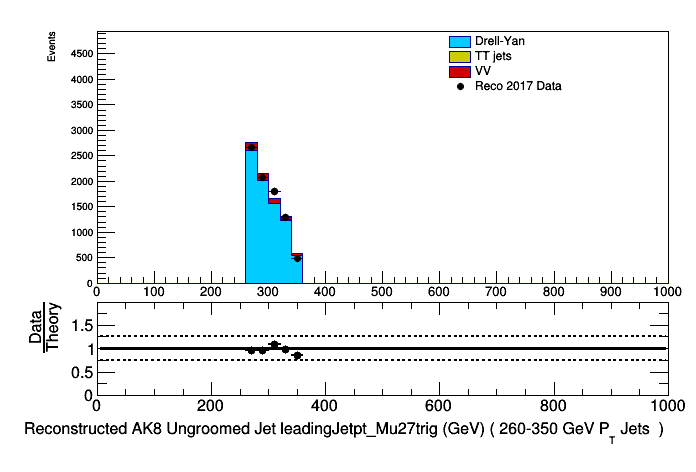 Events
4500
4000
3500
3000
2500
2000
1500
1000
500
0
0 100 200 300 400 500 600 700 800 900 1000
Drell-Yan
TT jets
VV
Reco 2017 Data
Data
Theory
1.5
1
0.5
0
0 200 400 600 800 1000
Reconstructed AK8 Ungroomed Jet leadingJetpt_Mu27trig (GeV) ( 260-350 GeV P_T Jets )